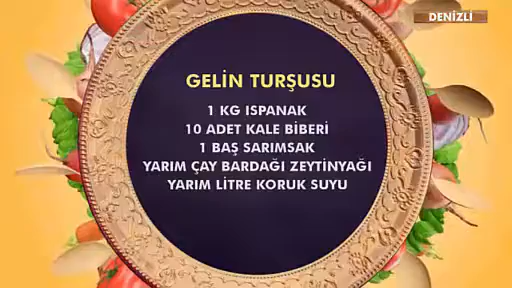 DENİZLİ
GELİN TURŞUSU
1 KG ISPANAK
10 ADET KALE BİBERİ
1 BAŞ SARIMSAK
YARIM ÇAY BARDAĞI ZEYTİNYAĞI
YARIM LİTRE KORUK SUYU